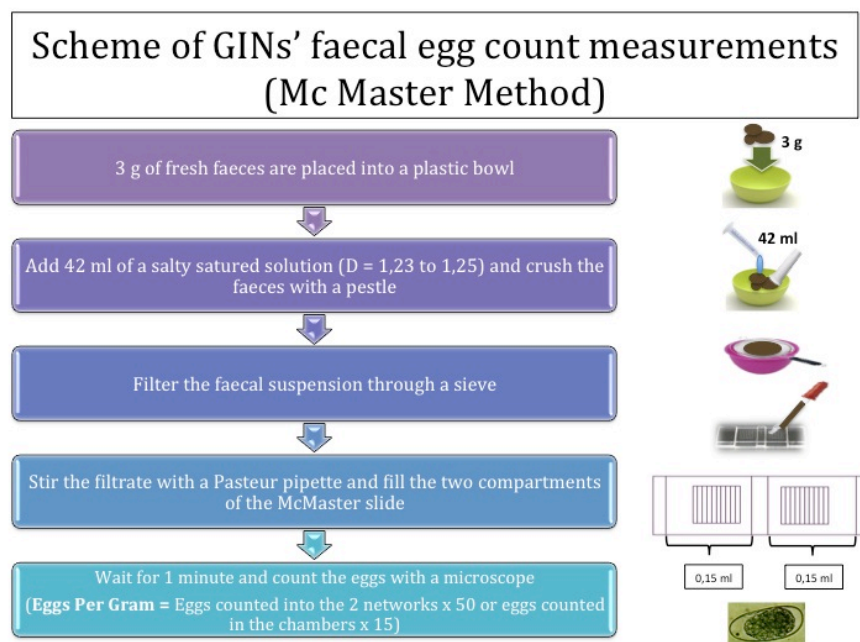 Scheme of GINs’ faecal egg count measurements
(Mc Master Method)
3 g of fresh faeces are placed into a plastic bowl
3 g
Add 42 ml of a salty satured solution (D = 1,23 to 1,25) and crush the
faeces with a pestle
42 ml
Filter the faecal suspension through a sieve
Stir the filtrate with a Pasteur pipette and fill the two compartments
of the McMaster slide
0,15 ml
0,15 ml
Wait for 1 minute and count the eggs with a microscope
(Eggs Per Gram = Eggs counted into the 2 networks x 50 or eggs counted
in the chambers x 15)